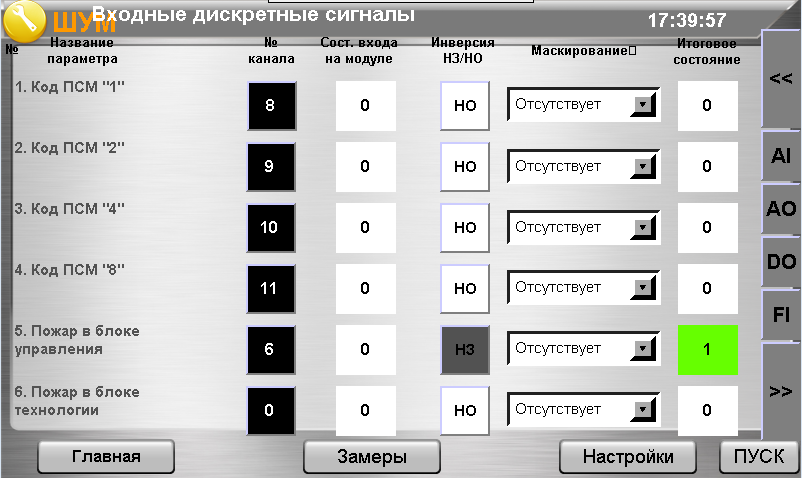 Входные дискретные сигналы
ШУМ
17:39:57
№
Название параметра
№ канала
Сост. входа на модуле
Инверсия НЗ/НО
Маскирование
Итоговое состояние
<<
1. Код ПСМ "1"
8
0
НО
Отсутствует
0
AI
2. Код ПСМ "2"
9
0
НО
Отсутствует
0
AO
3. Код ПСМ "4"
10
0
НО
Отсутствует
0
DO
4. Код ПСМ "8"
11
0
НО
Отсутствует
0
FI
5. Пожар в блоке
управления
6
0
НЗ
Отсутствует
1
>>
6. Пожар в блоке
технологии
0
0
НО
Отсутствует
0
Главная
Замеры
Настройки
ПУСК